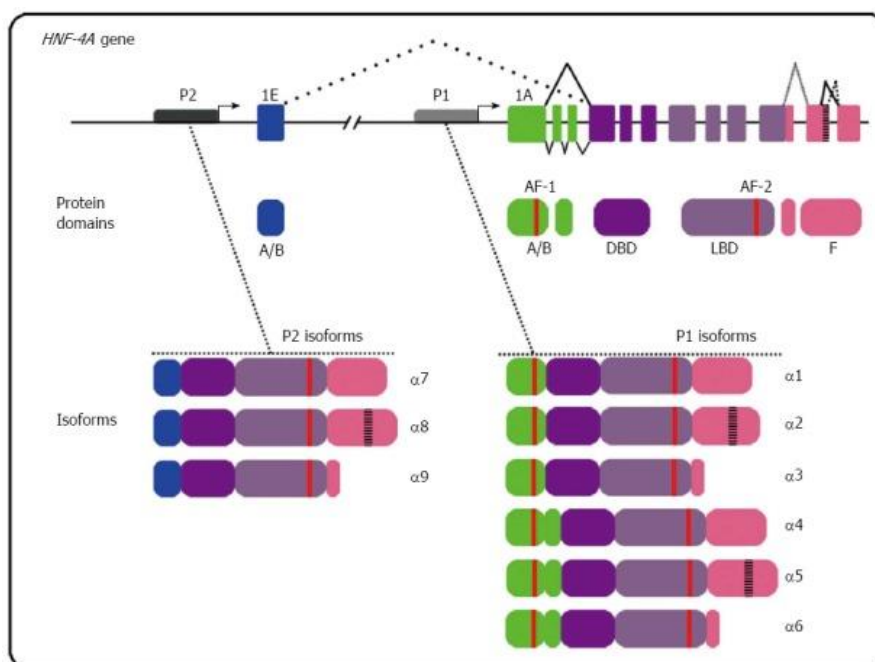 HNF-4A gene
P2
1E
P1
1A
Protein
domains
A/B
AF-1
A/B
DBD
AF-2
LBD
F
P2 isoforms
P1 isoforms
Isoforms
α7
α8
α9
α1
α2
α3
α4
α5
α6